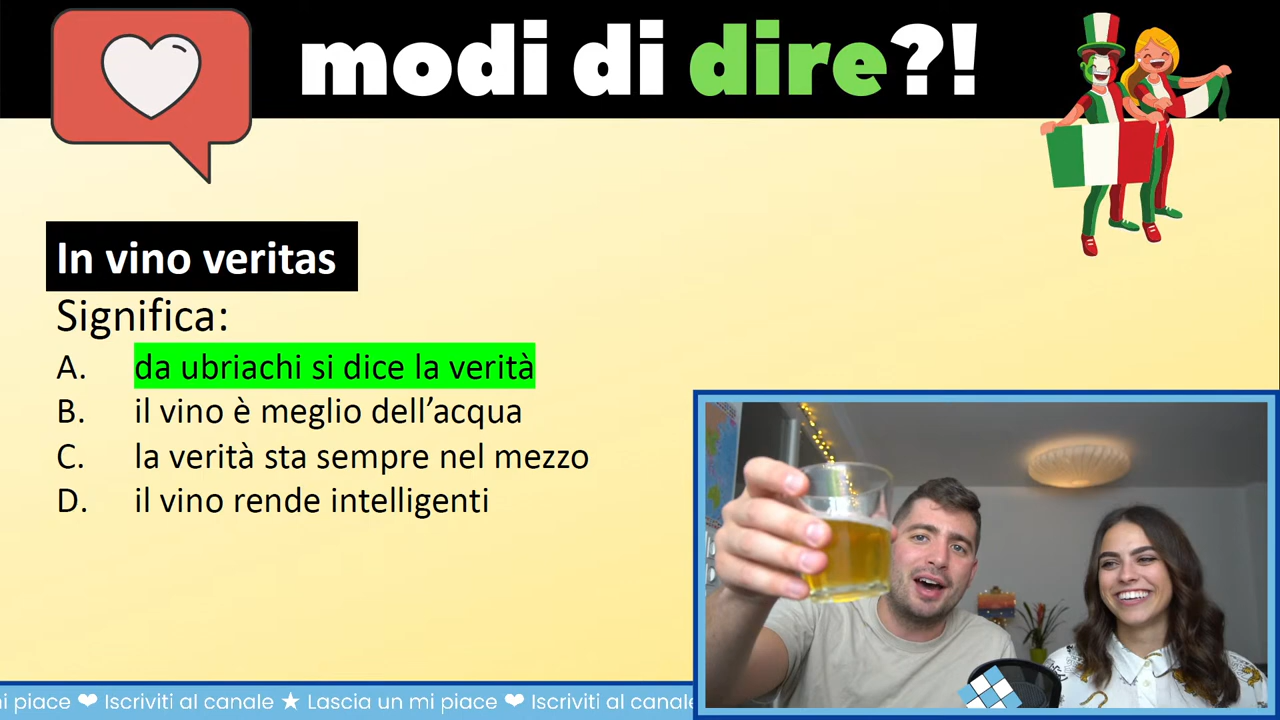 modi di dire?!
In vino veritas
Significa:
A. da ubriachi si dice la verità
B. il vino è meglio dell’acqua
C. la verità sta sempre nel mezzo
D. il vino rende intelligenti
mi piace ❤ Iscriviti al canale ★ Lascia un mi piace ❤ Iscriviti al canale